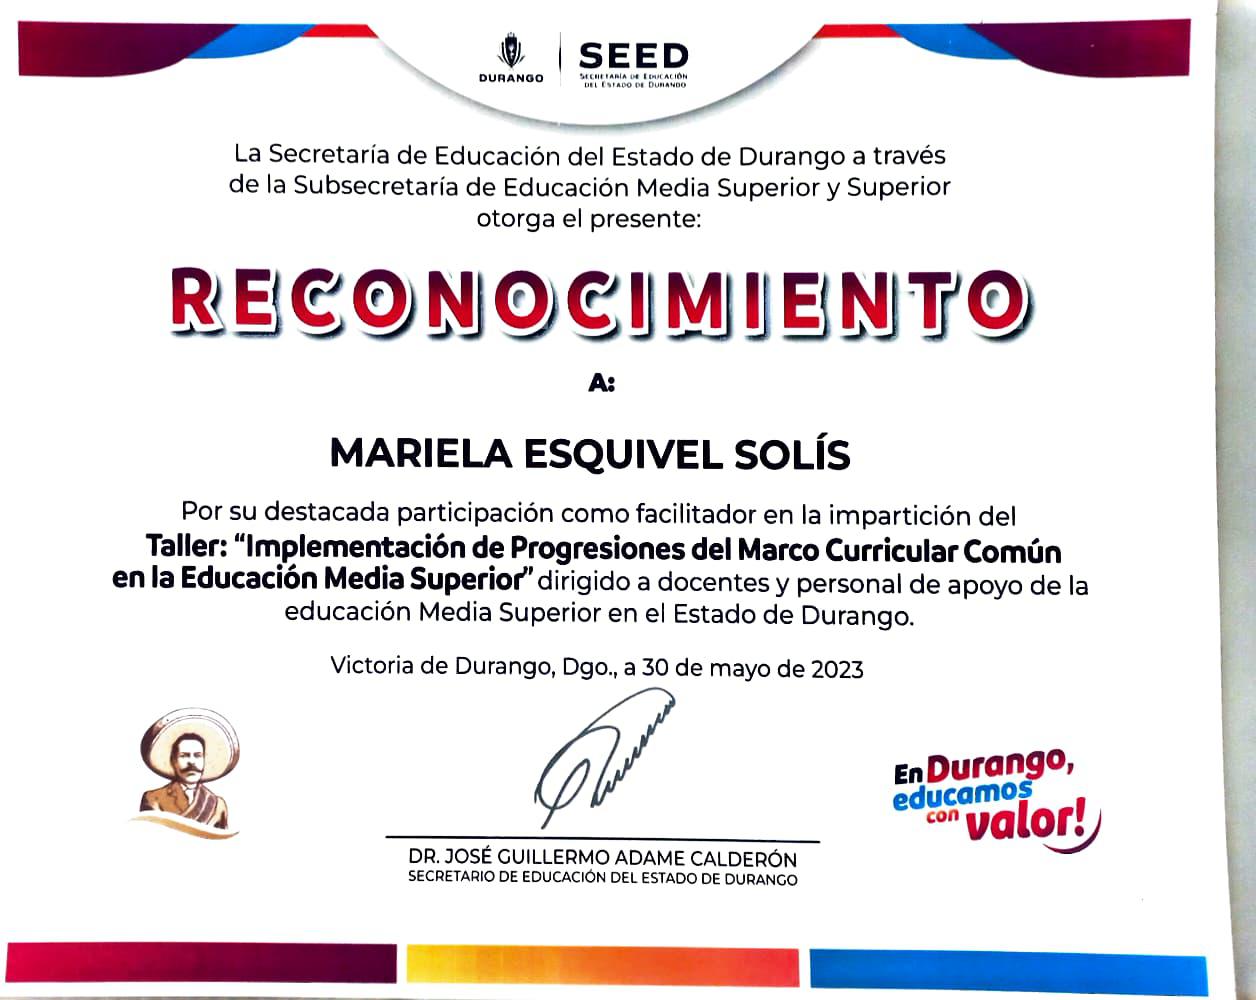 DURANGO
SEED
SECRETARÍA DE EDUCACIÓN
DEL ESTADO DE DURANGO
La Secretaría de Educación del Estado de Durango a través
de la Subsecretaría de Educación Media Superior y Superior
otorga el presente:
RECONOCIMIENTO
A:
MARIELA ESQUIVEL SOLÍS
Por su destacada participación como facilitador en la impartición del
Taller: “Implementación de Progresiones del Marco Curricular Común
en la Educación Media Superior” dirigido a docentes y personal de apoyo de la
educación Media Superior en el Estado de Durango.
Victoria de Durango, Dgo., a 30 de mayo de 2023
DR. JOSÉ GUILLERMO ADAME CALDERÓN
SECRETARIO DE EDUCACIÓN DEL ESTADO DE DURANGO
En Durango,
educamos
con valor!